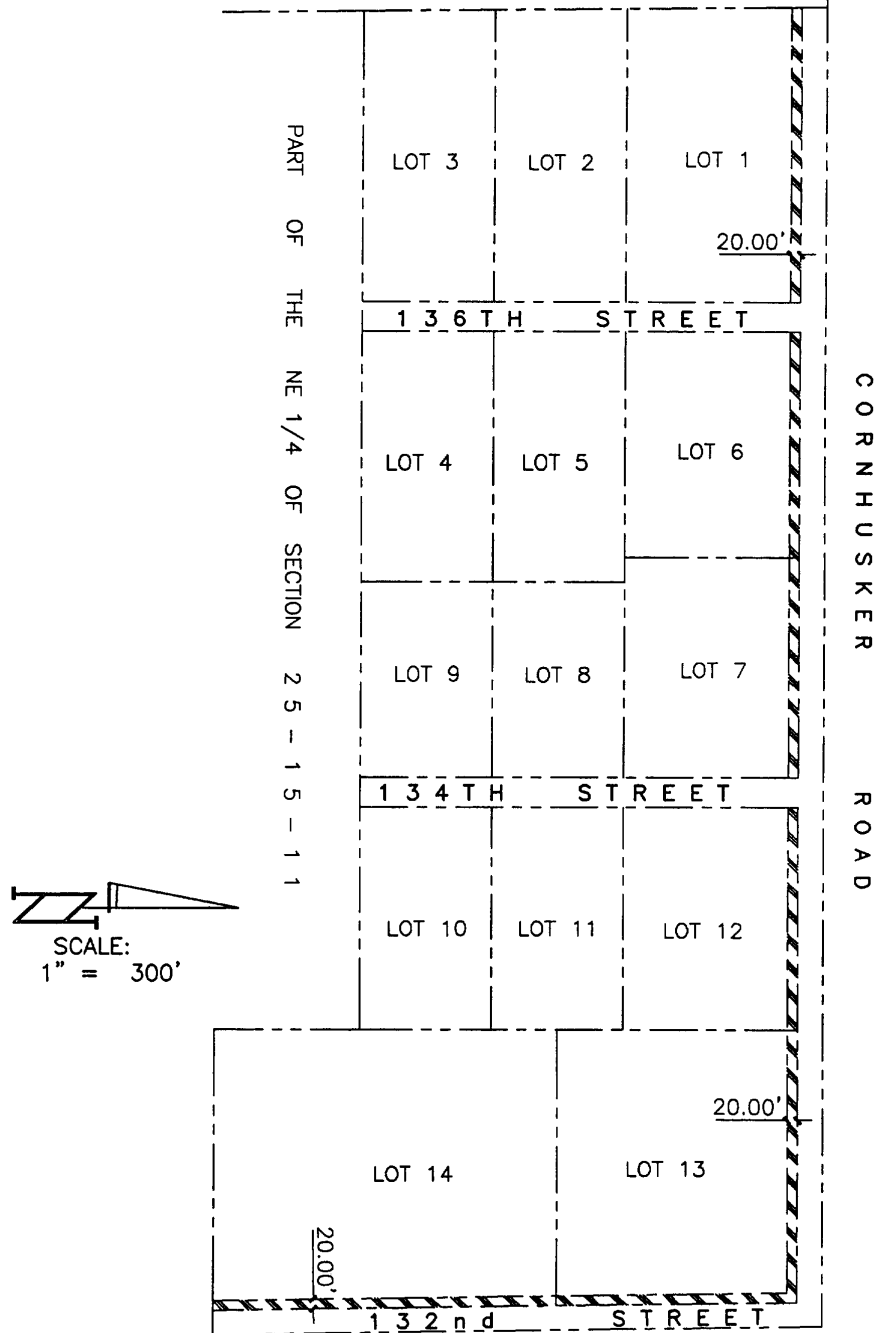 LOT 3
LOT 2
LOT 1
20.00'
136TH STREET
PART OF THE NE 1/4 OF SECTION 25-15-11
CORNHUSKER ROAD
LOT 4
LOT 5
LOT 6
LOT 9
LOT 8
LOT 7
134TH STREET
LOT 10
LOT 11
LOT 12
N
SCALE:
1" = 300'
20.00'
LOT 14
LOT 13
20.00'
132nd STREET